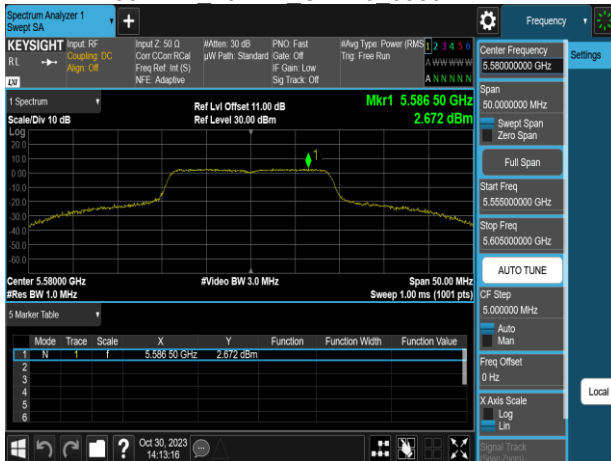 Spectrum Analyzer 1
Swept SA
+
Frequency
KEYSIGHT
RL
LXI
Input: RF
Coupling: DC
Align: Off
Input Z: 50 Ω
Corr CCorr RCal
Freq Ref: Int (S)
NFE: Adaptive
#Atten: 30 dB
µW Path: Standard
PNO: Fast
Gate: Off
IF Gain: Low
Sig Track: Off
#Avg Type: Power (RMS
Trig: Free Run
1 2 3 4 5 6
A W W W W W
A N N N N N
1 Spectrum
Scale/Div 10 dB
Log
Ref Lvl Offset 11.00 dB
Ref Level 30.00 dBm
Mkr1 5.586 50 GHz
2.672 dBm
1
20.0
10.0
0.00
-10.0
-20.0
-30.0
-40.0
-50.0
-60.0
Center 5.58000 GHz
#Res BW 1.0 MHz
#Video BW 3.0 MHz
Span 50.00 MHz
Sweep 1.00 ms (1001 pts)
5 Marker Table
Mode Trace Scale X Y Function Function Width Function Value
1 N 1 f 5.586 50 GHz 2.672 dBm
2
3
4
5
6
Oct 30, 2023
14:13:16
?
Center Frequency
5.580000000 GHz
Settings
Span
50.0000000 MHz
Swept Span
Zero Span
Full Span
Start Freq
5.555000000 GHz
Stop Freq
5.605000000 GHz
AUTO TUNE
CF Step
5.000000 MHz
Auto
Man
Freq Offset
0 Hz
X Axis Scale
Log
Lin
Local
Signal Track
(Span Zoom)